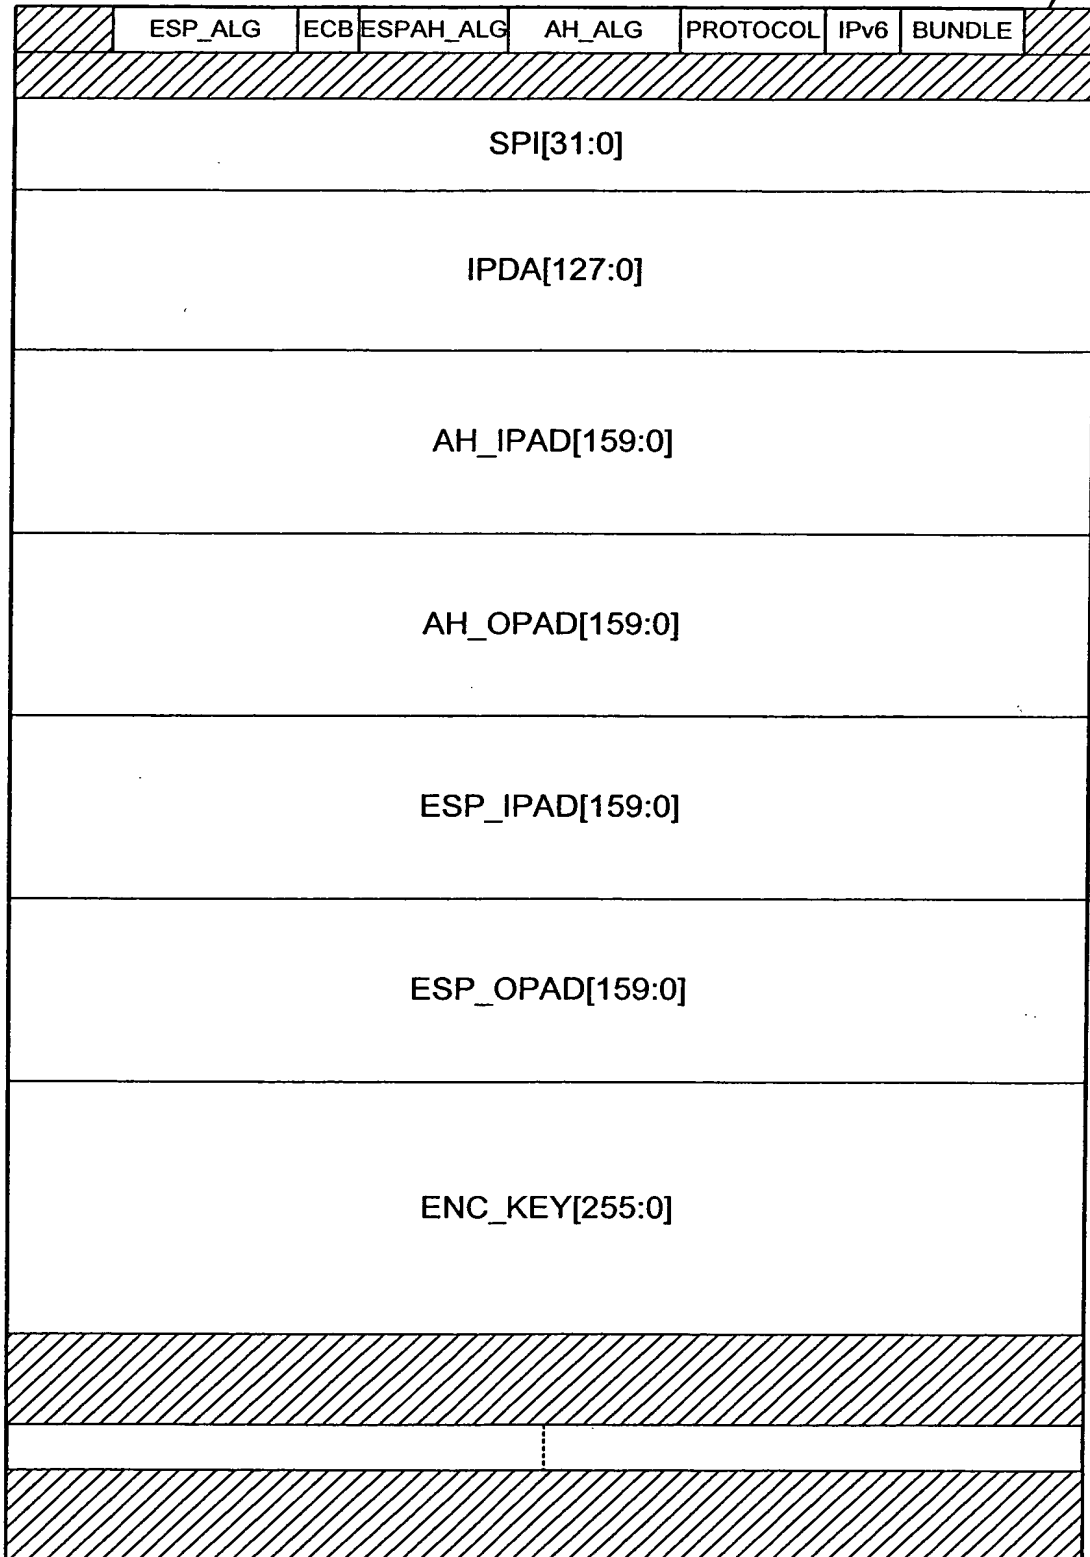 ESP_ALG ECB ESPAH_ALG AH_ALG PROTOCOL IPv6 BUNDLE
SPI[31:0]
IPDA[127:0]
AH_IPAD[159:0]
AH_OPAD[159:0]
ESP_IPAD[159:0]
ESP_OPAD[159:0]
ENC_KEY[255:0]